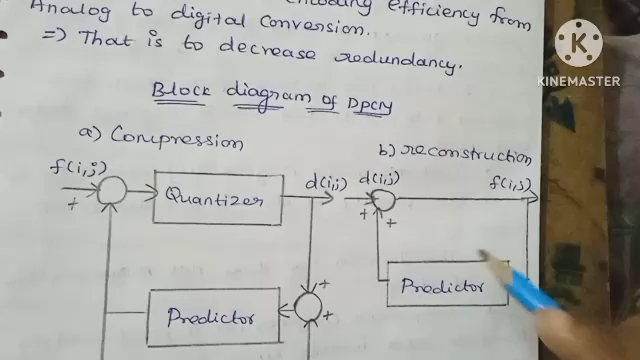 encoding efficiency from
Analog to digital conversion.
=) That is to decrease redundancy.
Block diagram of DPCM
a) Compression
b) reconstruction
f(i,j)
+
Quantizer
d(i,j)
+
+
Predictor
d(i,j)
+
+
f(i,j)
Predictor
K
KINEMASTER